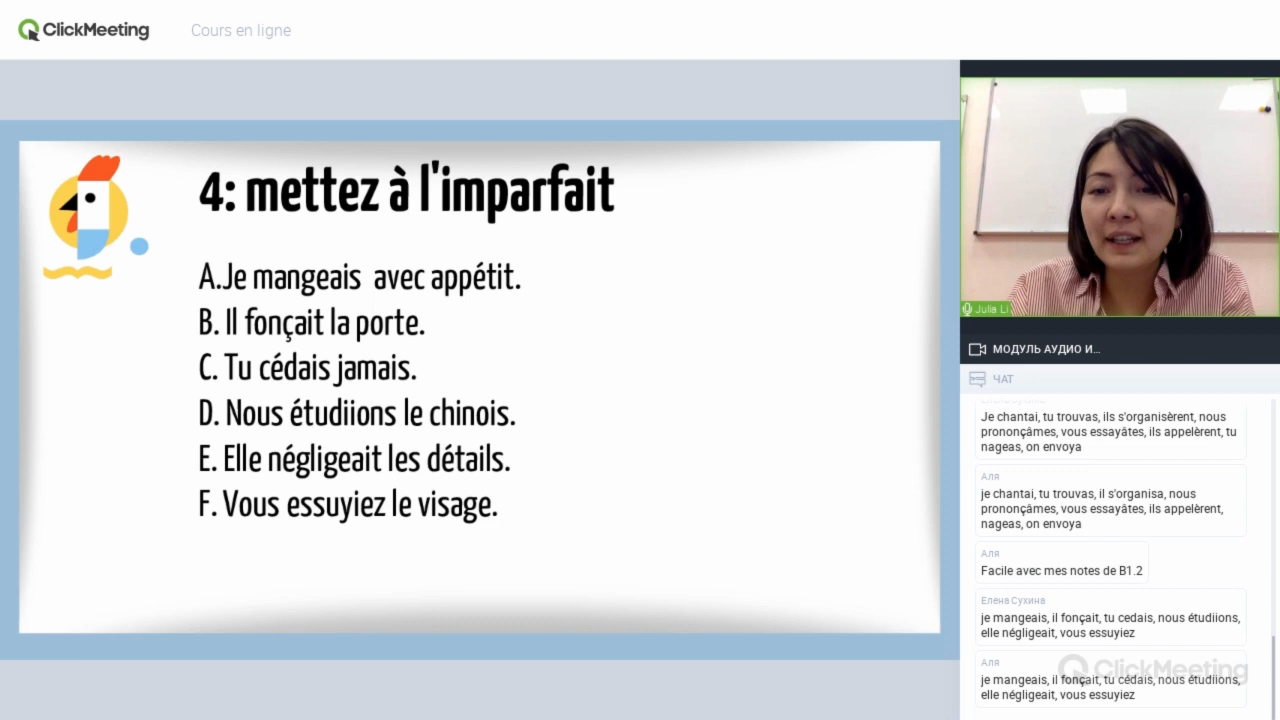 ClickMeeting
Cours en ligne
4: mettez à l'imparfait
A.Je mangeais avec appétit.
B. Il fonçait la porte.
C. Tu cédais jamais.
D. Nous étudiions le chinois.
E. Elle négligeait les détails.
F. Vous essuyiez le visage.
Julia Li
МОДУЛЬ АУДИО И...
ЧАТ
Je chantai, tu trouvas, ils s'organisèrent, nous
prononçâmes, vous essayâtes, ils appelèrent, tu
nageas, on envoya
Аля
je chantai, tu trouvas, il s'organisa, nous
prononçâmes, vous essayâtes, ils appelèrent,
nageas, on envoya
Аля
Facile avec mes notes de B1.2
Елена Сухина
je mangeais, il fonçait, tu cedais, nous étudiions,
elle négligeait, vous essuyiez
Аля
je mangeais, il fonçait, tu cédais, nous étudiions,
elle négligeait, vous essuyiez
ClickMeeting